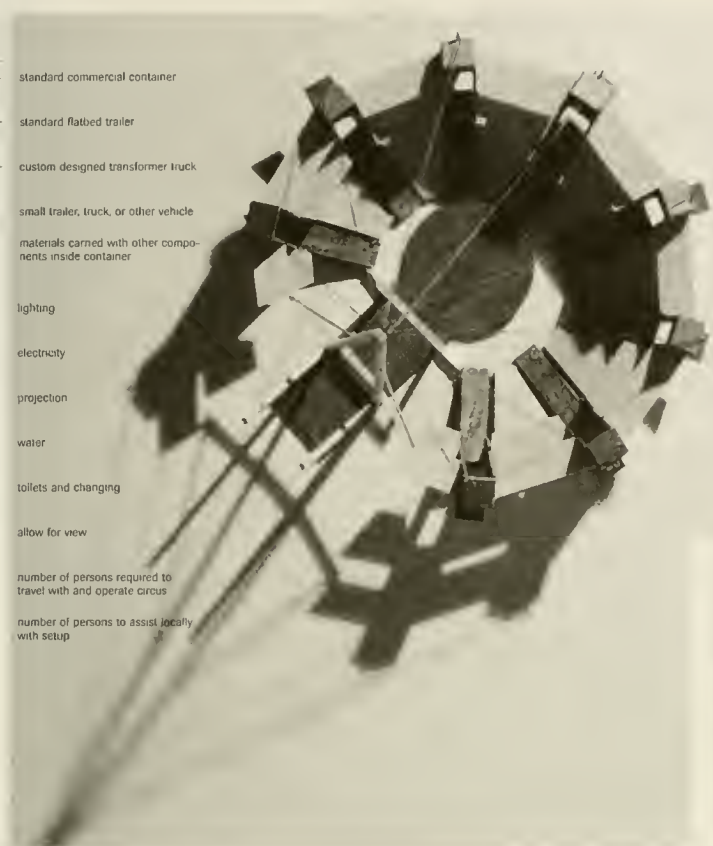 standard commercial container
standard flatbed trailer
custom designed transformer truck
small trailer, truck, or other vehicle
materials carried with other compo-
nents inside container
lighting
electricity
projection
water
toilets and changing
allow for view
number of persons required to
travel with and operate circus
number of persons to assist locally
with setup